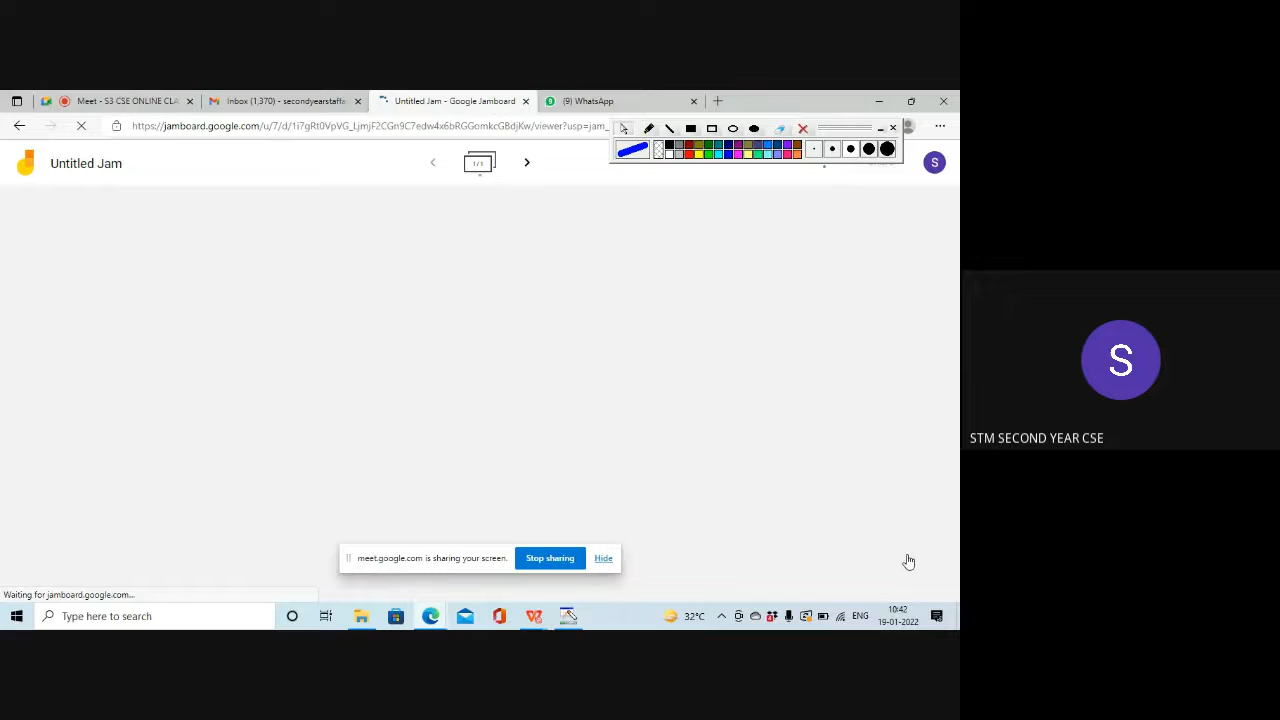 Meet - S3 CSE ONLINE CLA
Inbox (1,370) - secondyearstaffa
Untitled Jam - Google Jamboard
(9) WhatsApp
Untitled Jam
1/1
S
S
STM SECOND YEAR CSE
meet.google.com is sharing your screen.
Stop sharing
Hide
Waiting for jamboard.google.com...
Type here to search
32°C
ENG
10:42
19-01-2022